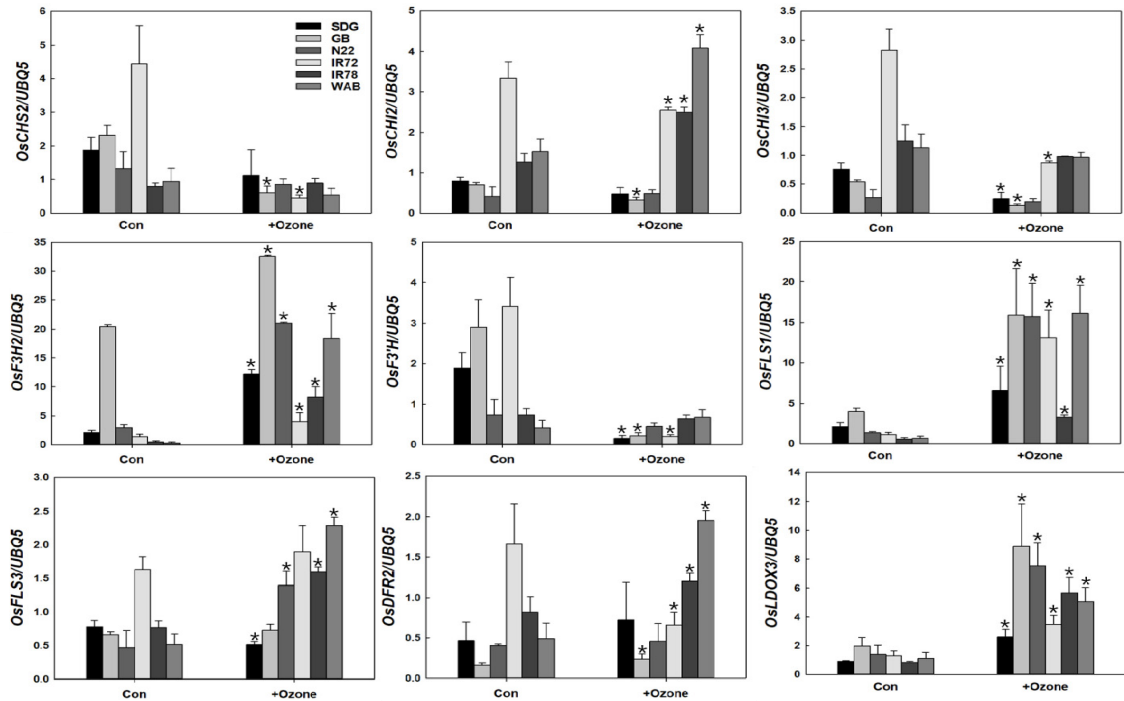 OsCHS2/UBQ5
6
5
4
3
2
1
0
SDG
GB
N22
IR72
IR78
WAB
* *
Con +Ozone
OsCHI2/UBQ5
5
4
3
2
1
0
* * * *
Con +Ozone
OsCHI3/UBQ5
3.5
3.0
2.5
2.0
1.5
1.0
0.5
0.0
* * *
Con +Ozone
OsF3H2/UBQ5
35
30
25
20
15
10
5
0
* * * * * *
Con +Ozone
OsF3'H/UBQ5
5
4
3
2
1
0
* * *
Con +Ozone
OsFLS1/UBQ5
25
20
15
10
5
0
* * * * * *
Con +Ozone
OsFLS3/UBQ5
3.0
2.5
2.0
1.5
1.0
0.5
0.0
* * * *
Con +Ozone
OsDFR2/UBQ5
2.5
2.0
1.5
1.0
0.5
0.0
* * * *
Con +Ozone
OsLDOX3/UBQ5
14
12
10
8
6
4
2
0
* * * * * *
Con +Ozone